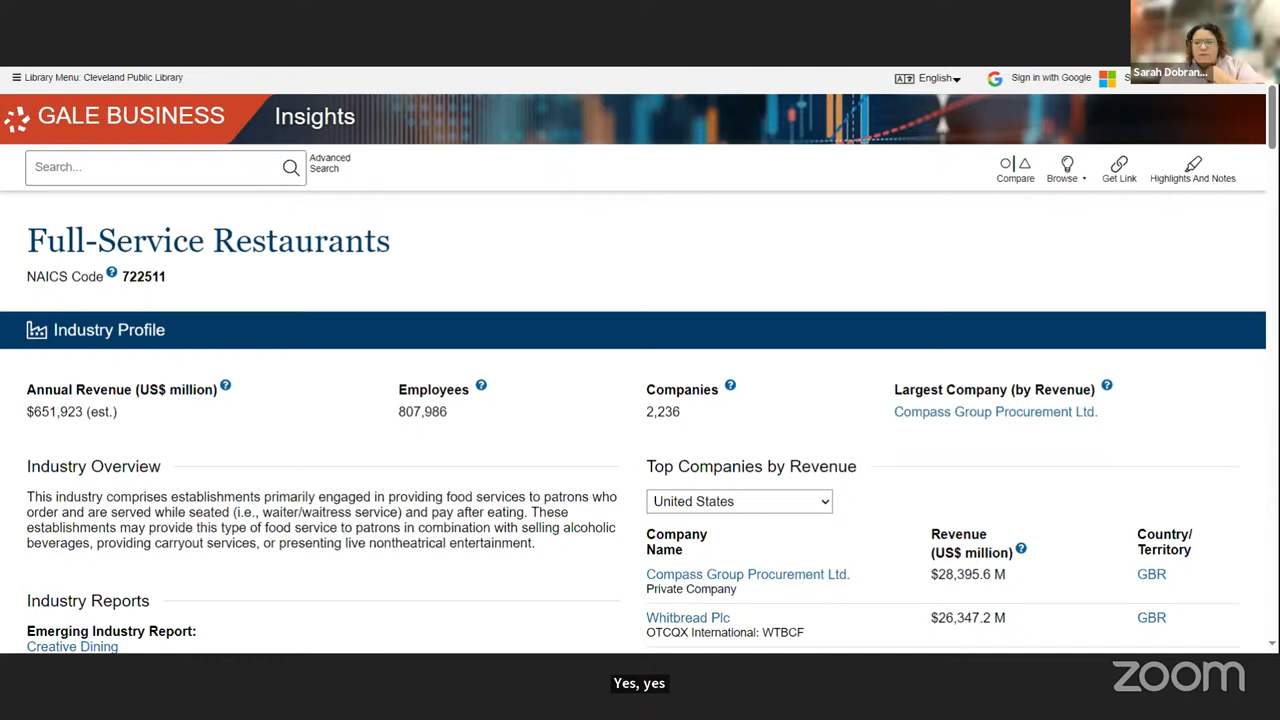 Sarah Dobran...
Library Menu: Cleveland Public Library
English
Sign in with Google
S
GALE BUSINESS
Insights
Search...
Advanced
Search
Compare
Browse
Get Link
Highlights And Notes
Full-Service Restaurants
NAICS Code ? 722511
Industry Profile
Annual Revenue (US$ million) ?
$651,923 (est.)
Employees ?
807,986
Companies ?
2,236
Largest Company (by Revenue) ?
Compass Group Procurement Ltd.
Industry Overview
This industry comprises establishments primarily engaged in providing food services to patrons who
order and are served while seated (i.e., waiter/waitress service) and pay after eating. These
establishments may provide this type of food service to patrons in combination with selling alcoholic
beverages, providing carryout services, or presenting live nontheatrical entertainment.
Industry Reports
Emerging Industry Report:
Creative Dining
Top Companies by Revenue
United States
Company
Name
Revenue
(US$ million) ?
Country/
Territory
Compass Group Procurement Ltd.
Private Company
$28,395.6 M
GBR
Whitbread Plc
OTCQX International: WTBCF
$26,347.2 M
GBR
Yes, yes
zoom